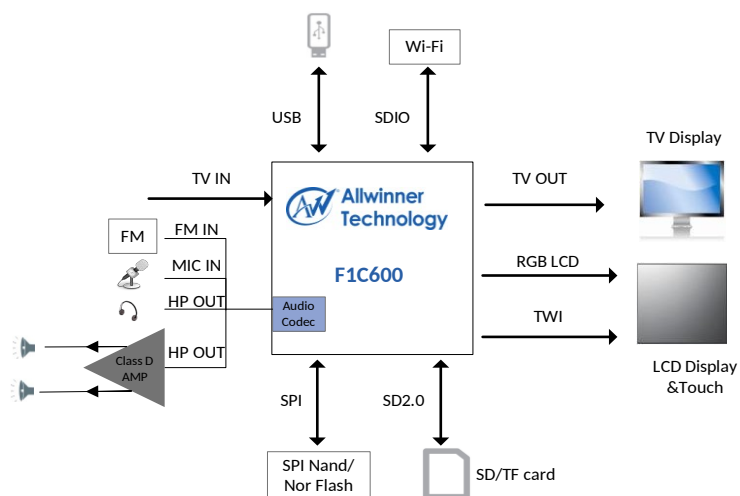 Wi-Fi
USB
SDIO
TV Display
TV IN
TV OUT
AW
Allwinner
Technology
FM
FM IN
MIC IN
F1C600
RGB LCD
HP OUT
Audio
Codec
TWI
Class D
AMP
HP OUT
LCD Display
&Touch
SPI
SD2.0
SPI Nand/
Nor Flash
SD/TF card